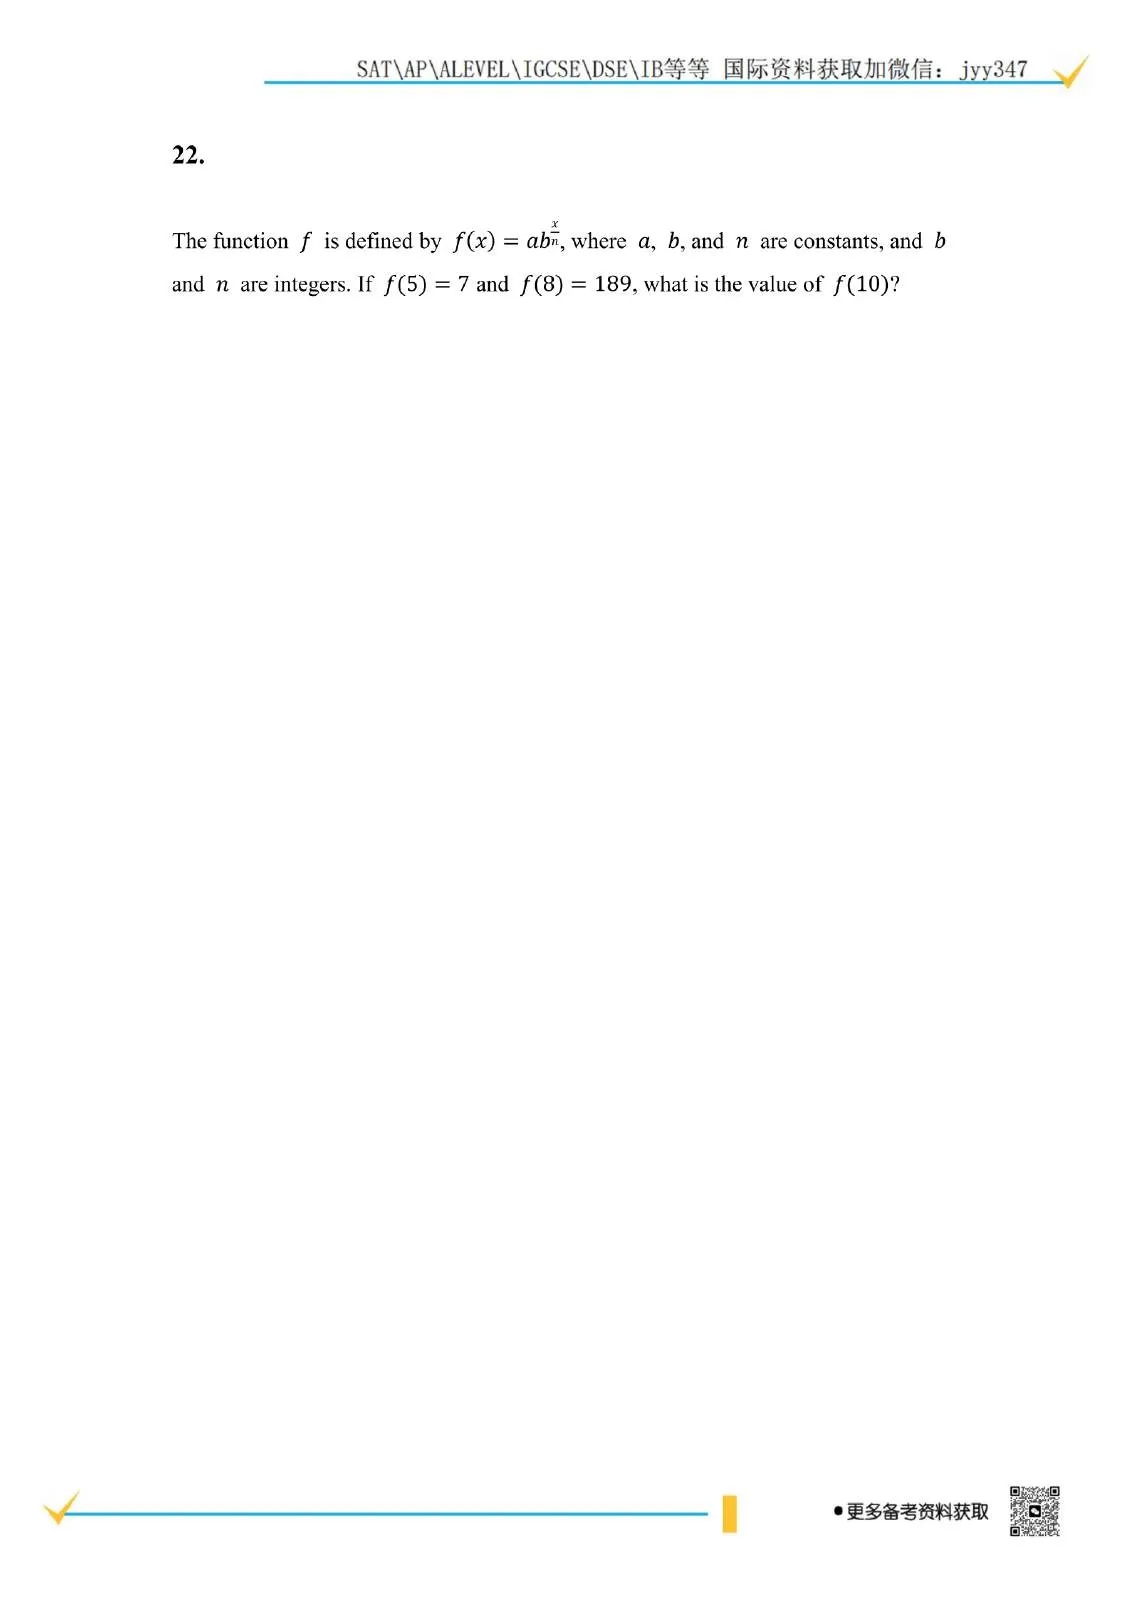 SAT\AP\ALEVEL\IGCSE\DSE\IB等等 国际资料获取加微信：jyy347
22.
The function f is defined by f(x) = ab^(x/n), where a, b, and n are constants, and b
and n are integers. If f(5) = 7 and f(8) = 189, what is the value of f(10)?
•更多备考资料获取